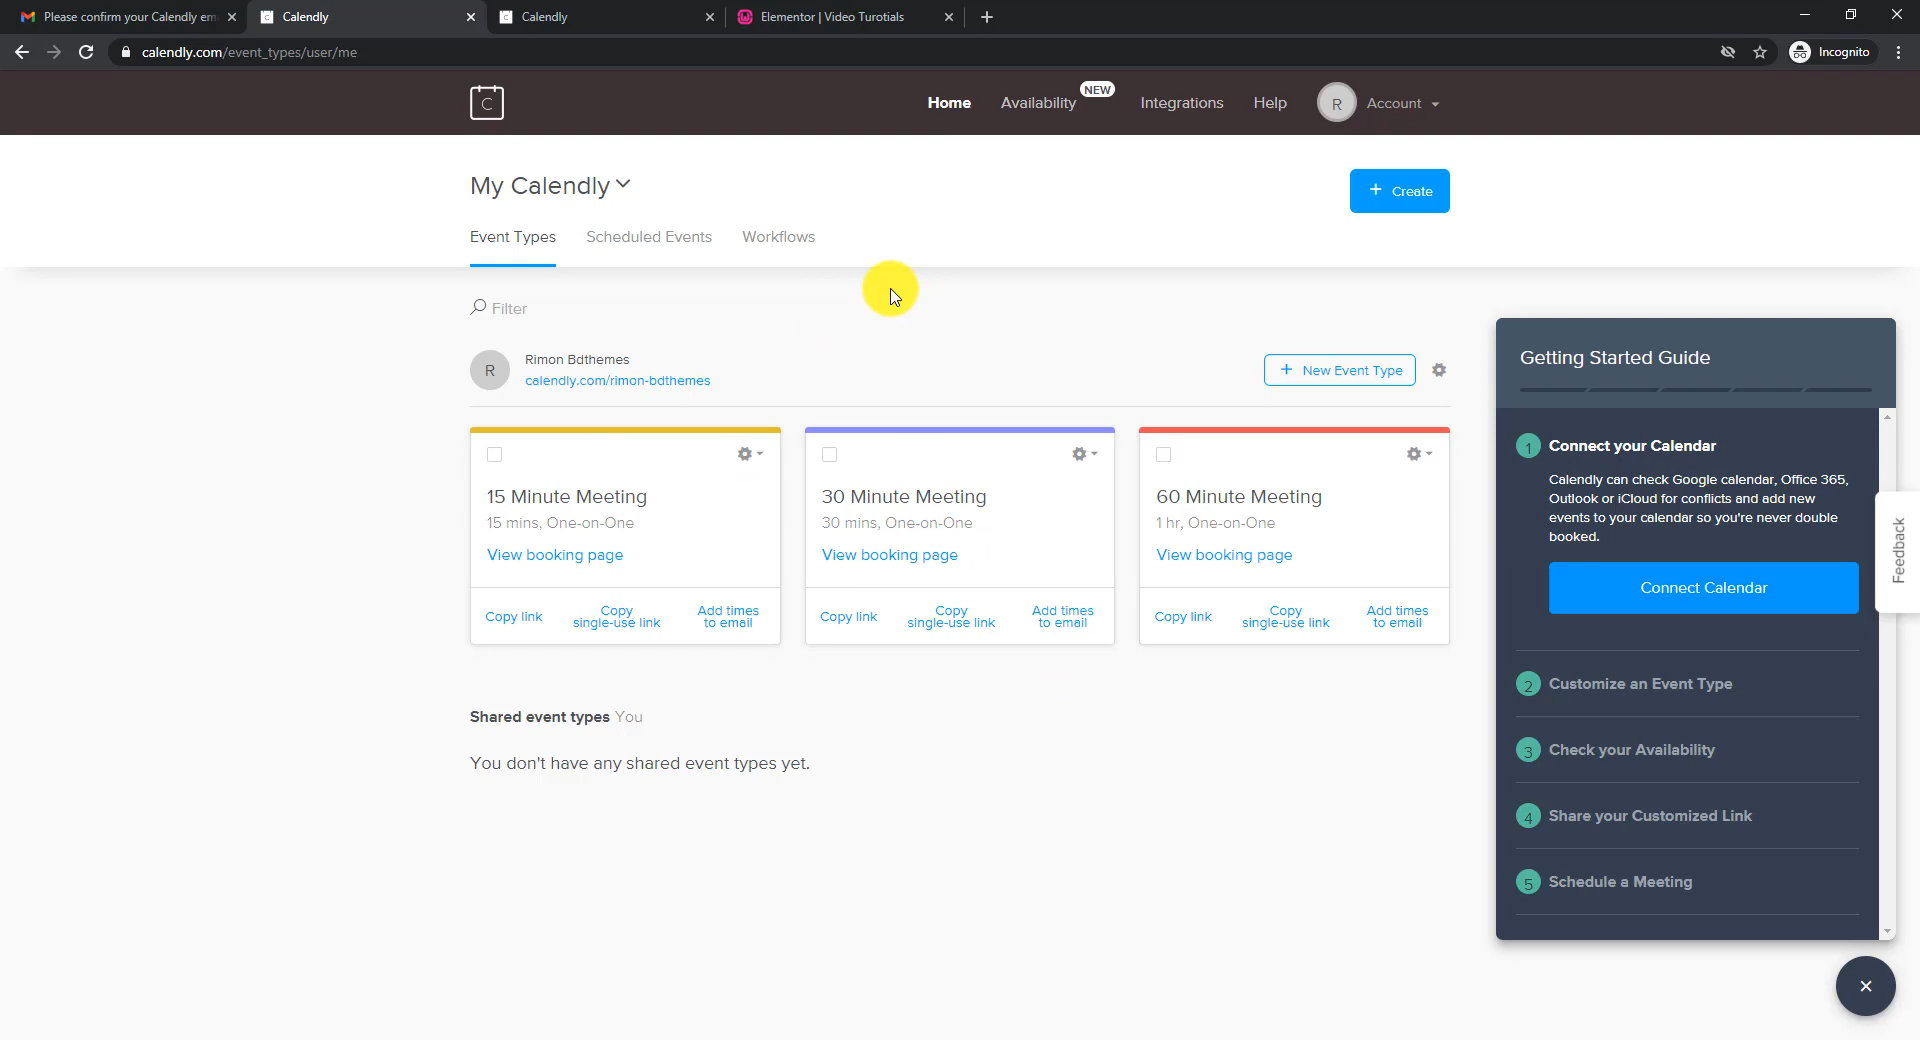 Please confirm your Calendly em
Calendly
Calendly
Elementor | Video Turotials
calendly.com/event_types/user/me
Incognito
C
Home
Availability
NEW
Integrations
Help
R
Account
My Calendly
+ Create
Event Types
Scheduled Events
Workflows
Filter
R
Rimon Bdthemes
calendly.com/rimon-bdthemes
+ New Event Type
15 Minute Meeting
15 mins, One-on-One
View booking page
Copy link
Copy
single-use link
Add times
to email
30 Minute Meeting
30 mins, One-on-One
View booking page
Copy link
Copy
single-use link
Add times
to email
60 Minute Meeting
1 hr, One-on-One
View booking page
Copy link
Copy
single-use link
Add times
to email
Shared event types You
You don't have any shared event types yet.
Getting Started Guide
1 Connect your Calendar
Calendly can check Google calendar, Office 365,
Outlook or iCloud for conflicts and add new
events to your calendar so you're never double
booked.
Connect Calendar
2 Customize an Event Type
3 Check your Availability
4 Share your Customized Link
5 Schedule a Meeting
Feedback